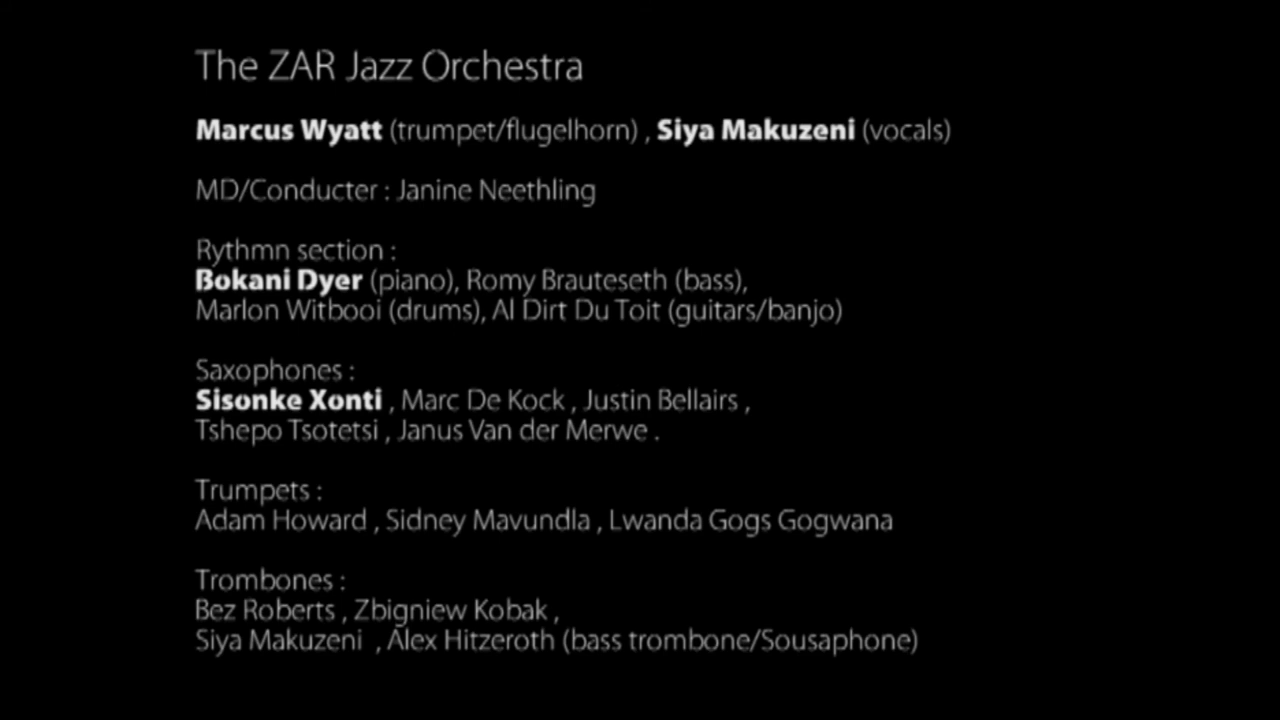 The ZAR Jazz Orchestra
Marcus Wyatt (trumpet/flugelhorn) , Siya Makuzeni (vocals)
MD/Conducter : Janine Neethling
Rythmn section :
Bokani Dyer (piano), Romy Brauteseth (bass),
Marlon Witbooi (drums), Al Dirt Du Toit (guitars/banjo)
Saxophones :
Sisonke Xonti , Marc De Kock , Justin Bellairs ,
Tshepo Tsotetsi , Janus Van der Merwe .
Trumpets :
Adam Howard , Sidney Mavundla , Lwanda Gogs Gogwana
Trombones :
Bez Roberts , Zbigniew Kobak ,
Siya Makuzeni  , Alex Hitzeroth (bass trombone/Sousaphone)